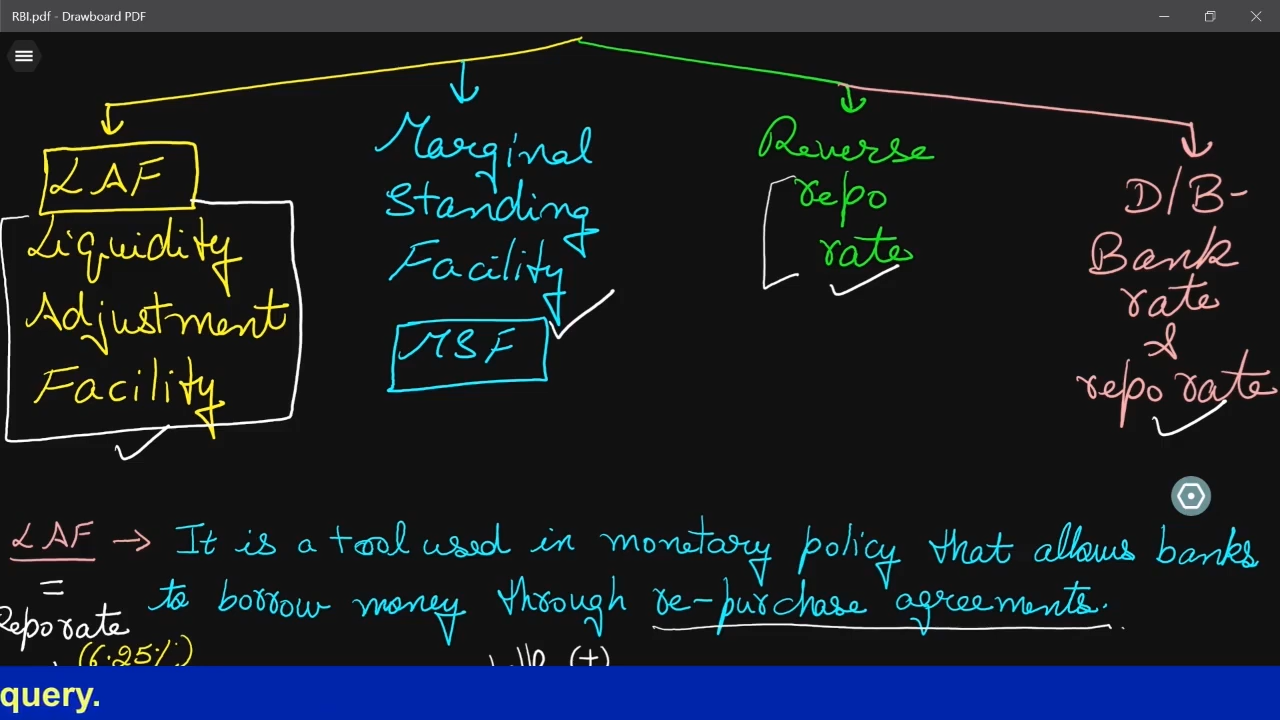 RBI.pdf - Drawboard PDF
LAF
Liquidity
Adjustment
Facility
Marginal
Standing
Facility
MSF
Reverse
repo
rate
D/B-
Bank
rate
&
repo rate
LAF → It is a tool used in monetary policy that allows banks
= to borrow money through re-purchase agreements.
Repo rate
(6.25%)
(+)
query.